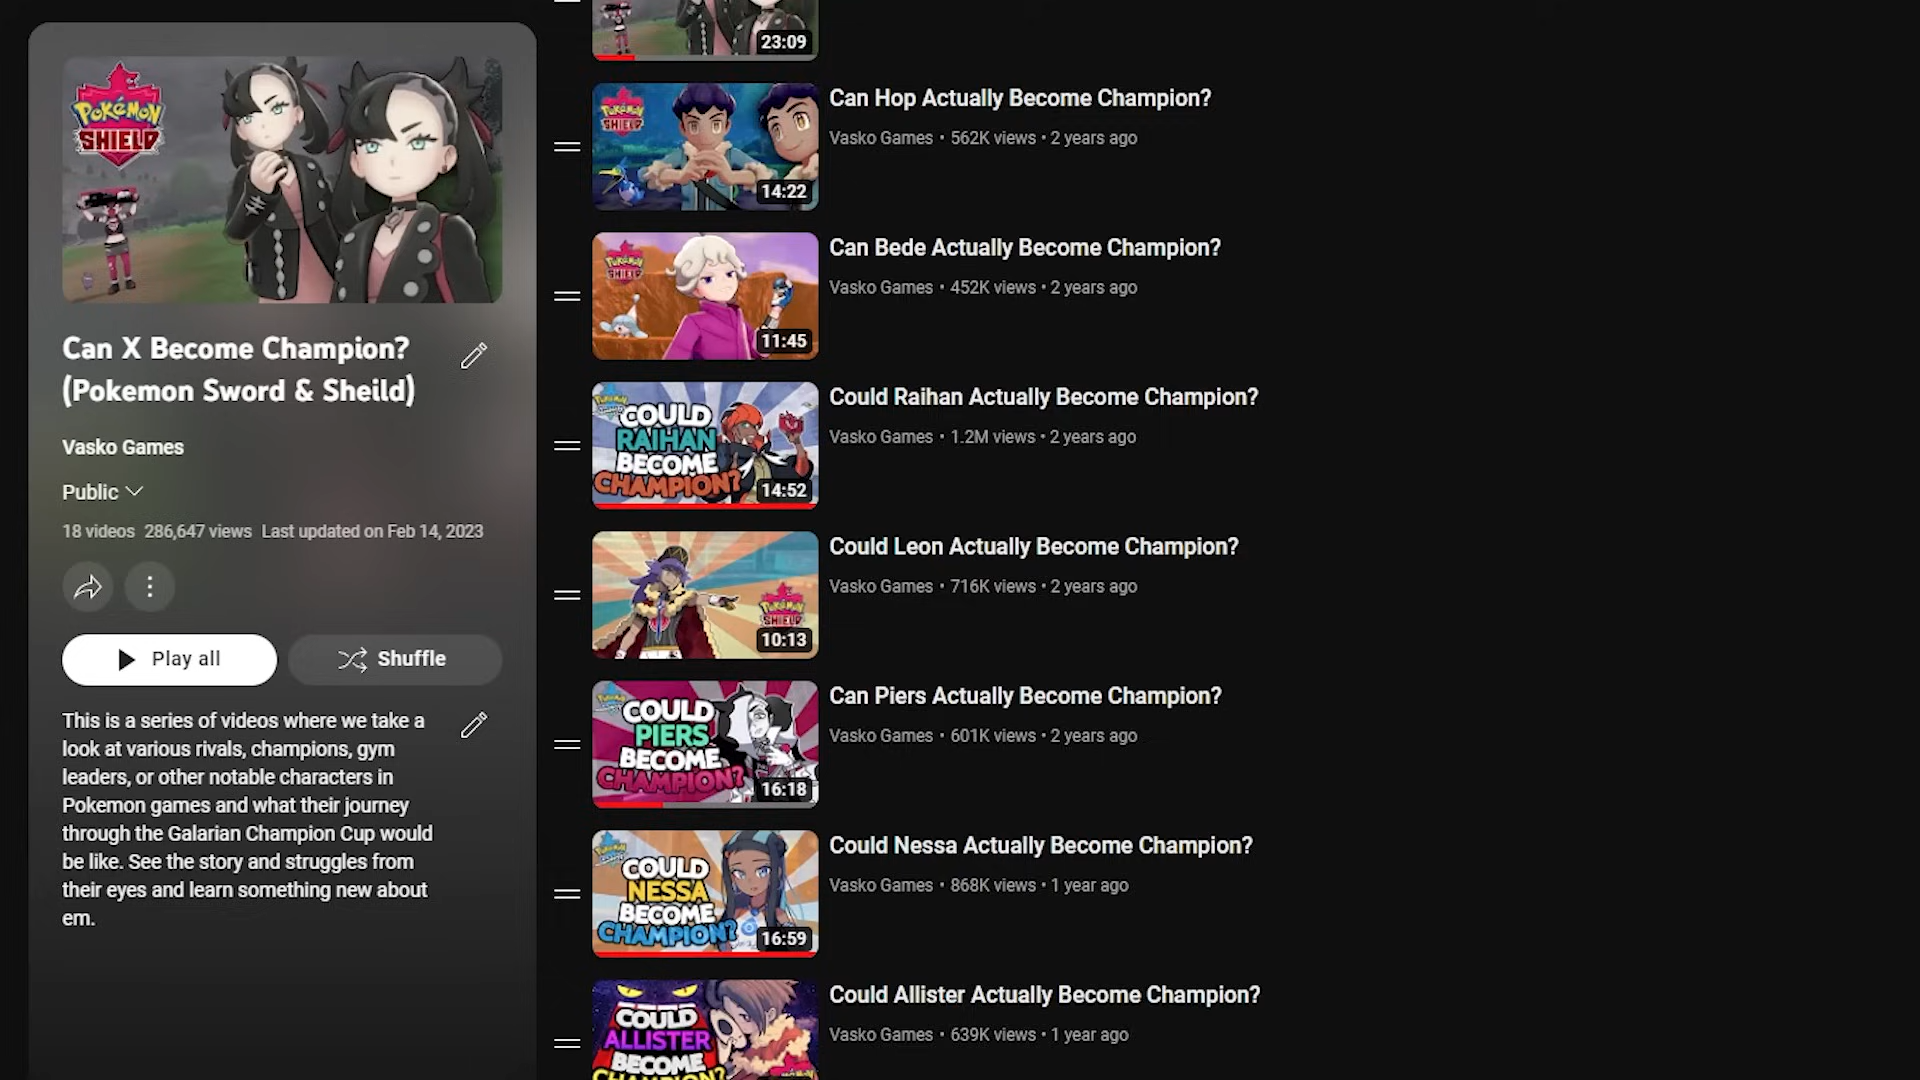 POKéMON
SHIELD
Can X Become Champion?
(Pokemon Sword & Sheild)
Vasko Games
Public
18 videos 286,647 views Last updated on Feb 14, 2023
Play all
Shuffle
This is a series of videos where we take a
look at various rivals, champions, gym
leaders, or other notable characters in
Pokemon games and what their journey
through the Galarian Champion Cup would
be like. See the story and struggles from
their eyes and learn something new about
em.
23:09
POKéMON
SHIELD
14:22
Can Hop Actually Become Champion?
Vasko Games • 562K views • 2 years ago
POKéMON
SHIELD
11:45
Can Bede Actually Become Champion?
Vasko Games • 452K views • 2 years ago
COULD
RAIHAN
BECOME
CHAMPION?
14:52
Could Raihan Actually Become Champion?
Vasko Games • 1.2M views • 2 years ago
POKéMON
SHIELD
10:13
Could Leon Actually Become Champion?
Vasko Games • 716K views • 2 years ago
COULD
PIERS
BECOME
CHAMPION?
16:18
Can Piers Actually Become Champion?
Vasko Games • 601K views • 2 years ago
COULD
NESSA
BECOME
CHAMPION?
16:59
Could Nessa Actually Become Champion?
Vasko Games • 868K views • 1 year ago
COULD
ALLISTER
BECOME
CHAMPION?
Could Allister Actually Become Champion?
Vasko Games • 639K views • 1 year ago